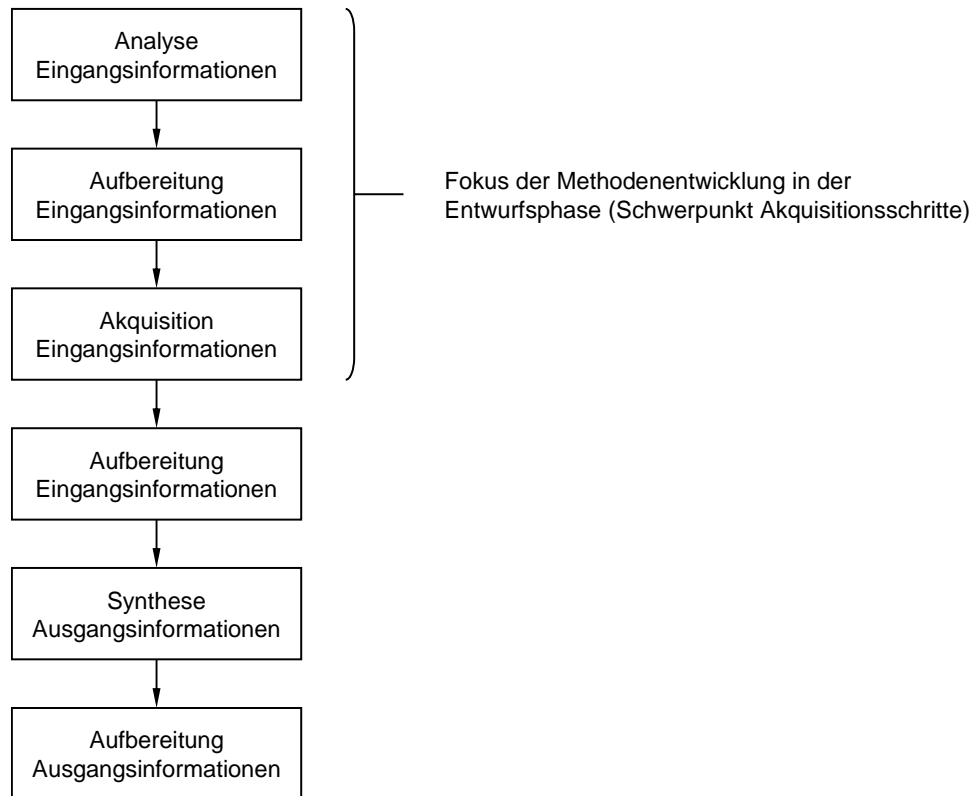 Analyse
Eingangsinformationen
Aufbereitung
Eingangsinformationen
Fokus der Methodenentwicklung in der
Entwurfsphase (Schwerpunkt Akquisitionsschritte)
Akquisition
Eingangsinformationen
Aufbereitung
Eingangsinformationen
Synthese
Ausgangsinformationen
Aufbereitung
Ausgangsinformationen